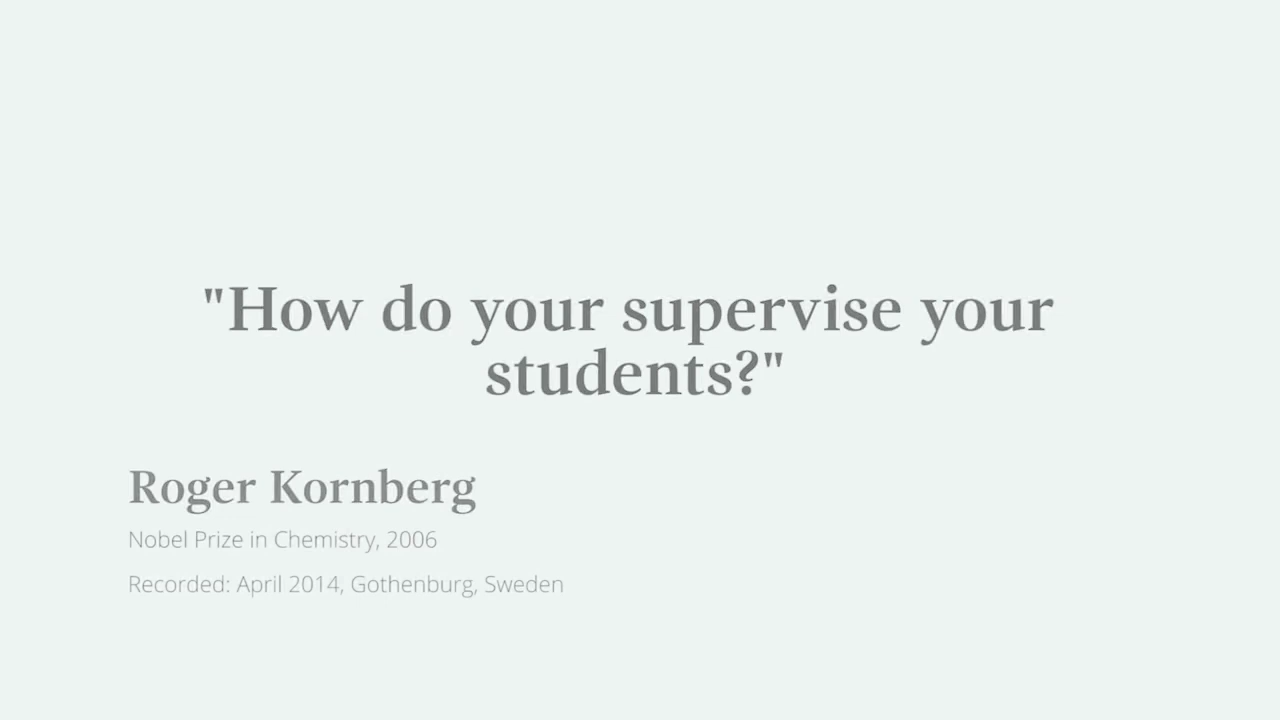 "How do your supervise your
students?"
Roger Kornberg
Nobel Prize in Chemistry, 2006
Recorded: April 2014, Gothenburg, Sweden